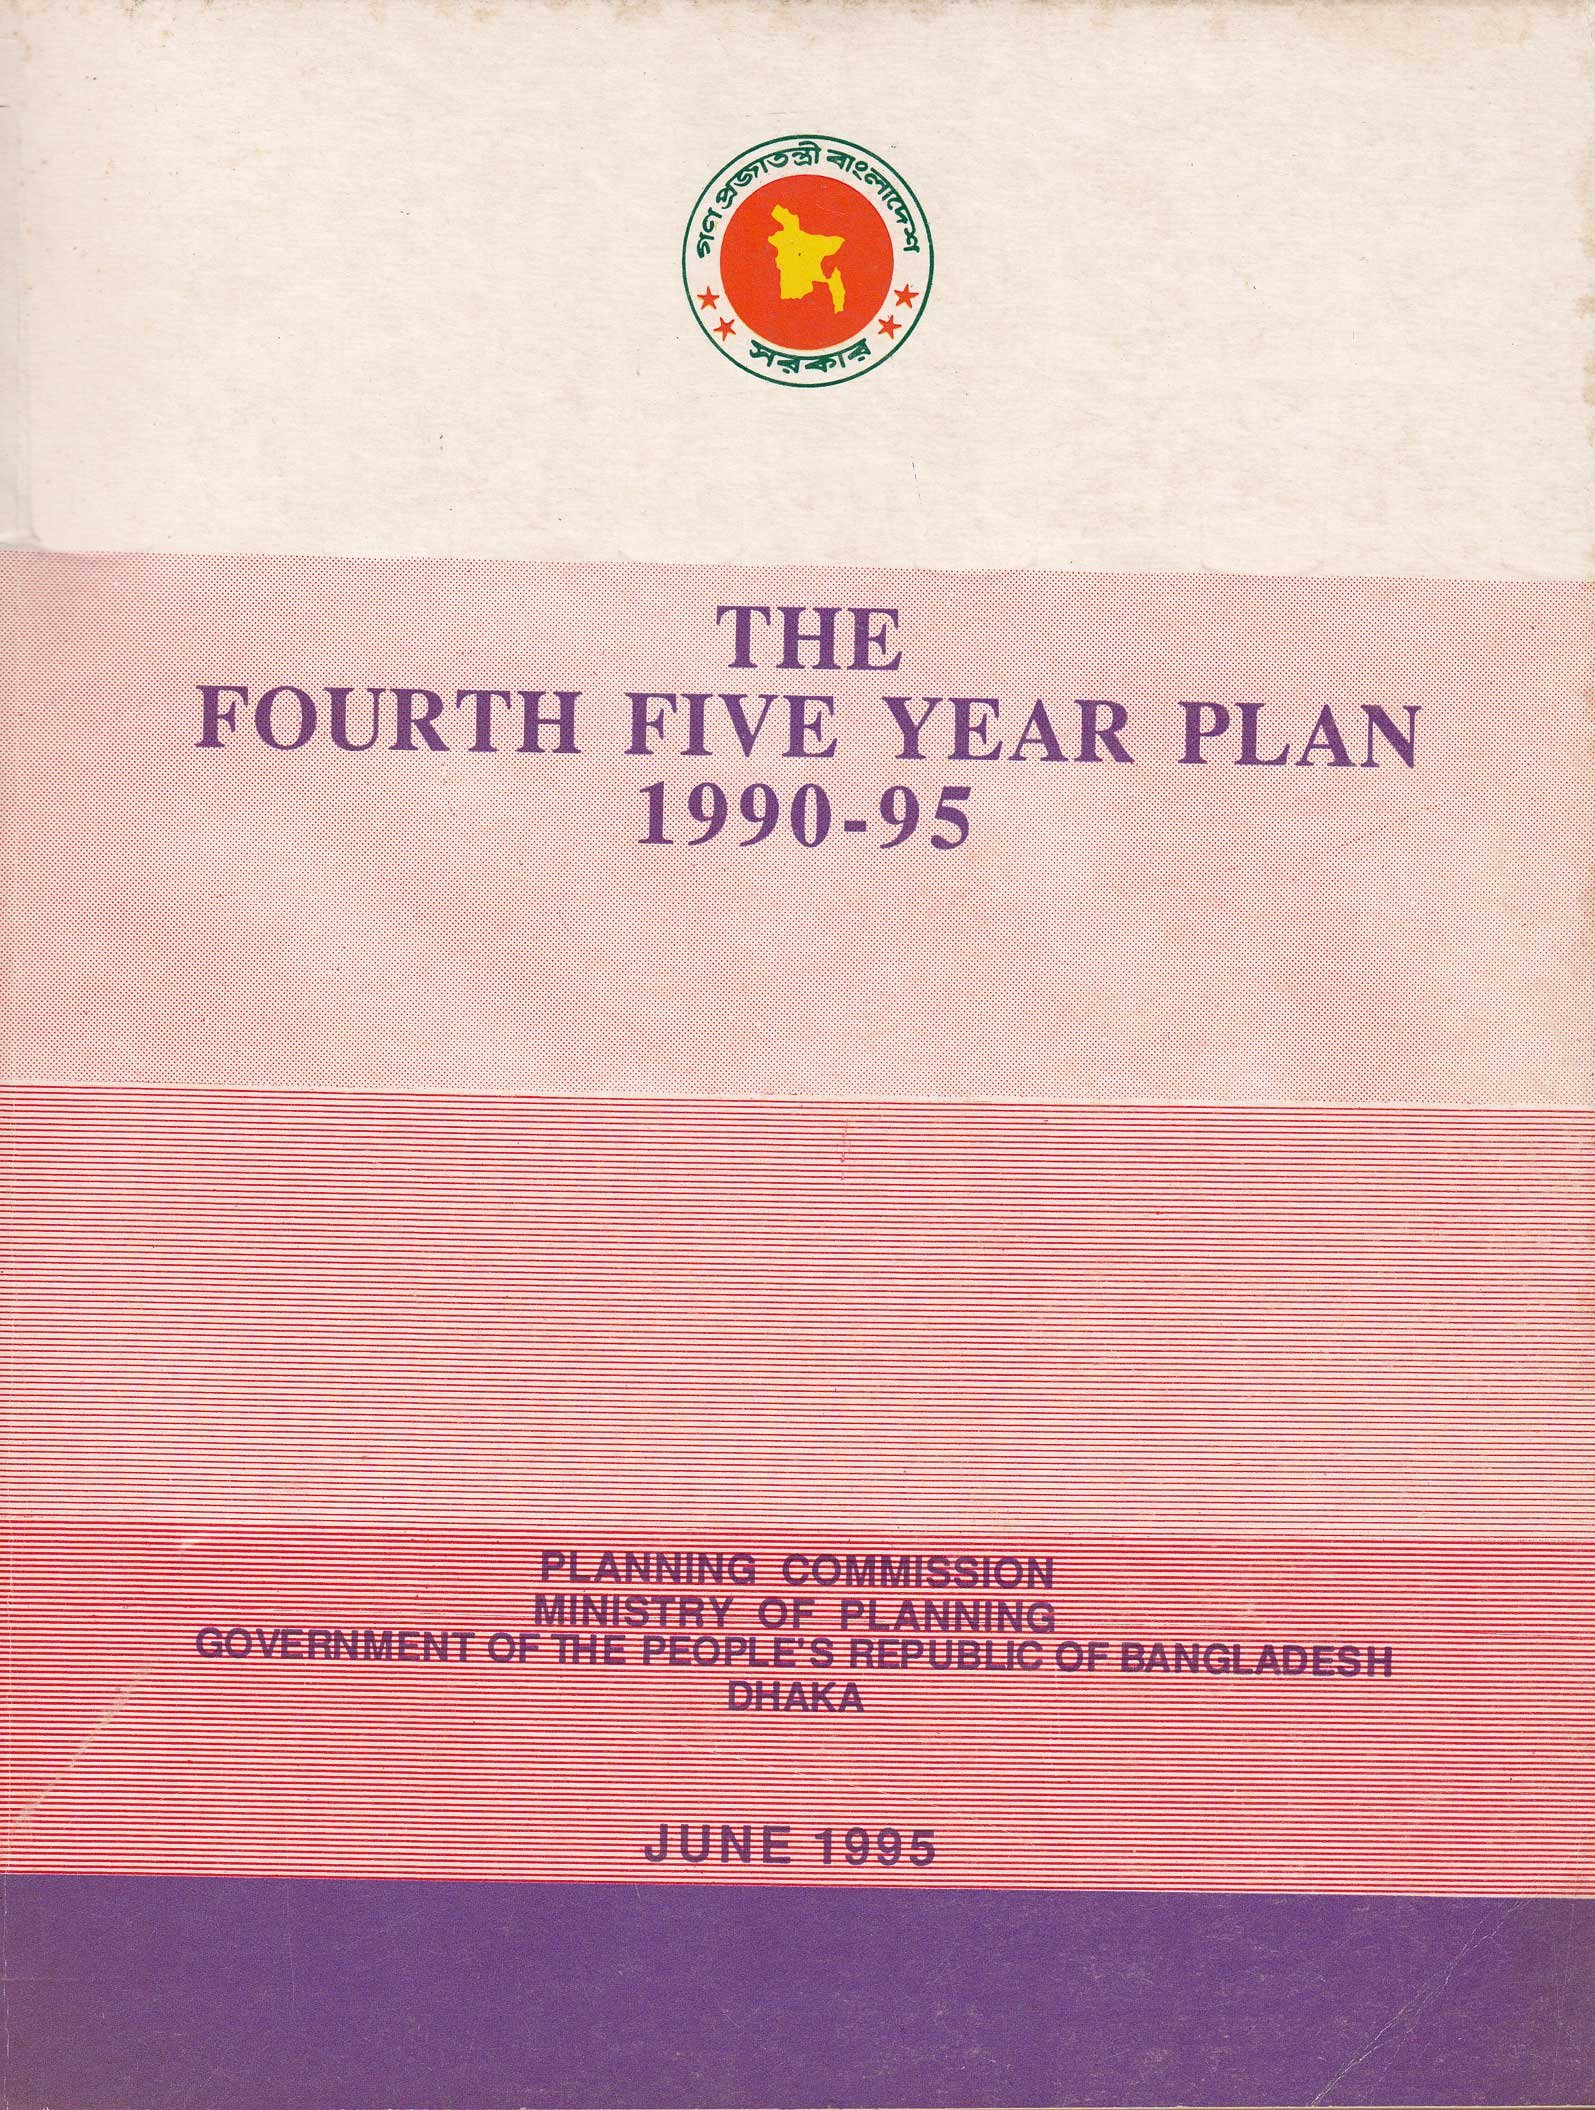 গণ প্রজাতন্ত্রী বাংলাদেশ
সরকার
THE
FOURTH FIVE YEAR PLAN
1990-95
PLANNING COMMISSION
MINISTRY OF PLANNING
GOVERNMENT OF THE PEOPLE'S REPUBLIC OF BANGLADESH
DHAKA
JUNE 1995